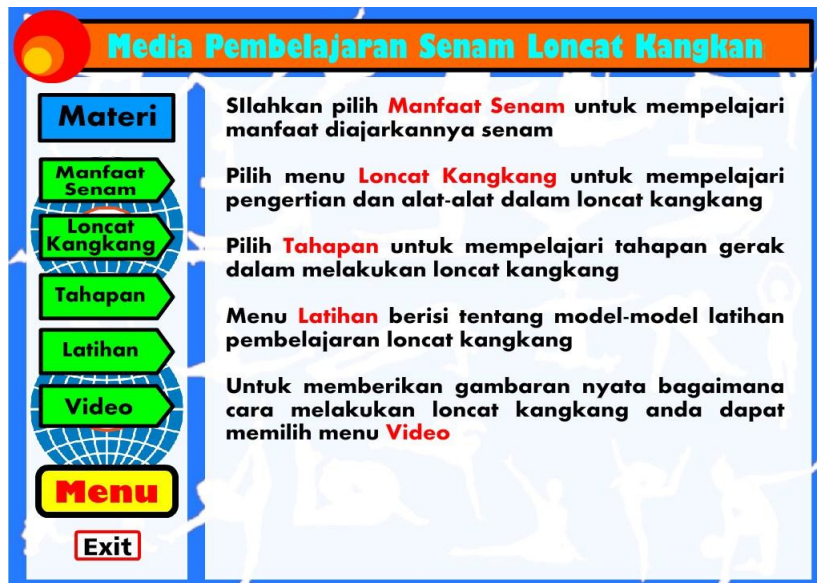 Media Pembelajaran Senam Loncat Kangkan
Materi
Manfaat
Senam
Loncat
Kangkang
Tahapan
Latihan
Video
Menu
Exit
SIlahkan pilih Manfaat Senam untuk mempelajari
manfaat diajarkannya senam
Pilih menu Loncat Kangkang untuk mempelajari
pengertian dan alat-alat dalam loncat kangkang
Pilih Tahapan untuk mempelajari tahapan gerak
dalam melakukan loncat kangkang
Menu Latihan berisi tentang model-model latihan
pembelajaran loncat kangkang
Untuk memberikan gambaran nyata bagaimana
cara melakukan loncat kangkang anda dapat
memilih menu Video